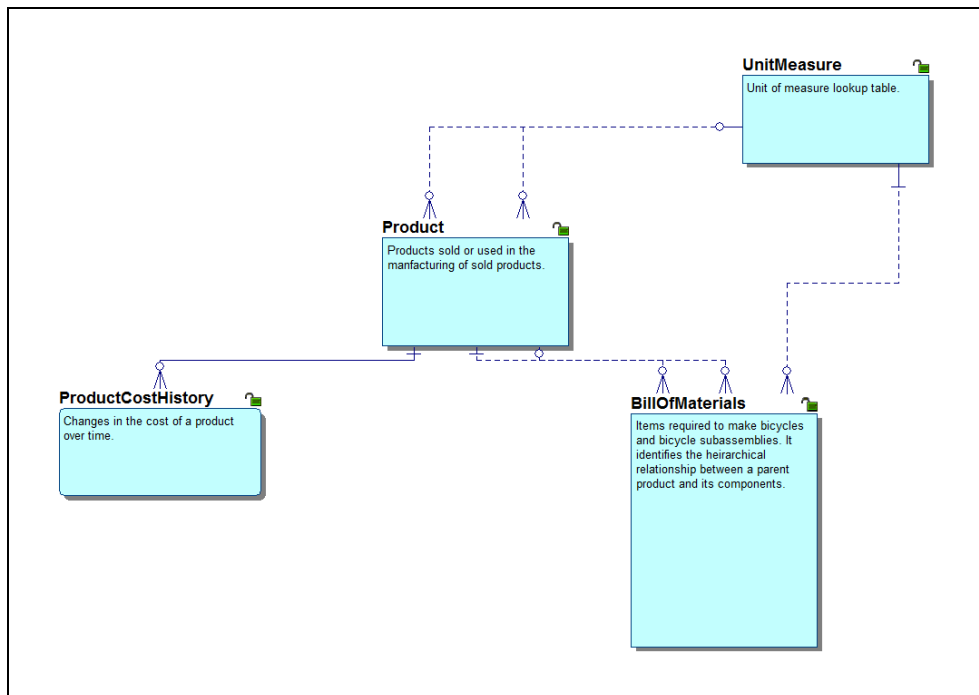 UnitMeasure
Unit of measure lookup table.
Product
Products sold or used in the
manfacturing of sold products.
ProductCostHistory
Changes in the cost of a product
over time.
BillOfMaterials
Items required to make bicycles
and bicycle subassemblies. It
identifies the heirarchical
relationship between a parent
product and its components.